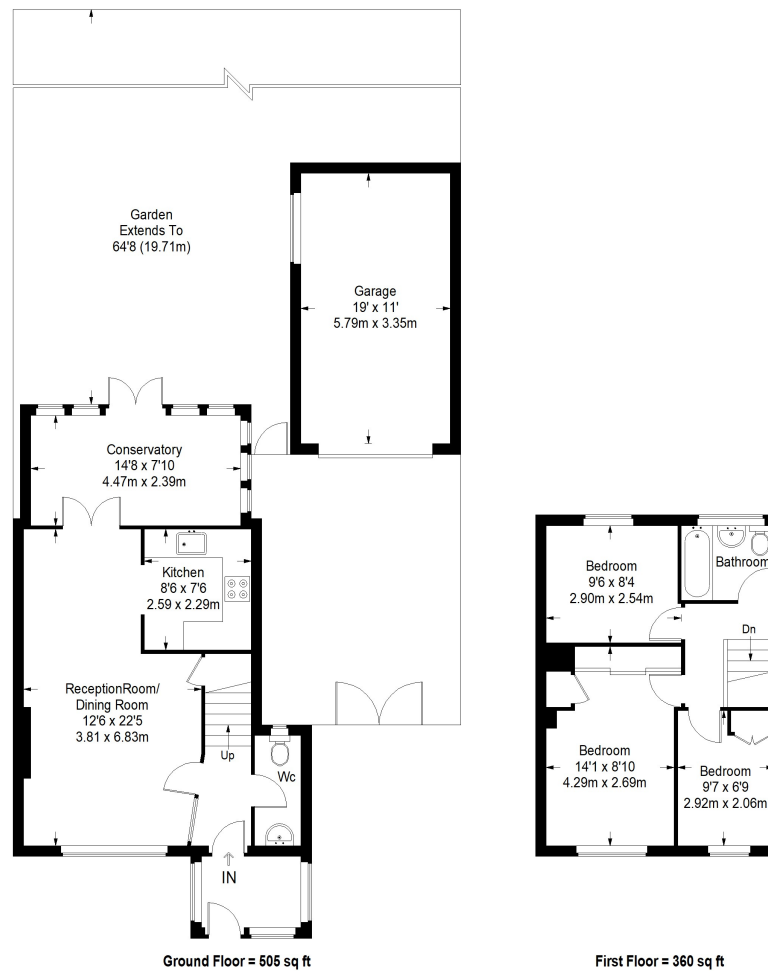 Garden
Extends To
64'8 (19.71m)
Garage
19' x 11'
5.79m x 3.35m
Conservatory
14'8 x 7'10
4.47m x 2.39m
Kitchen
8'6 x 7'6
2.59 x 2.29m
ReceptionRoom/
Dining Room
12'6 x 22'5
3.81 x 6.83m
Up
Wc
IN
Ground Floor = 505 sq ft
Bedroom
9'6 x 8'4
2.90m x 2.54m
Bathroom
Dn
Bedroom
14'1 x 8'10
4.29m x 2.69m
Bedroom
9'7 x 6'9
2.92m x 2.06m
First Floor = 360 sq ft